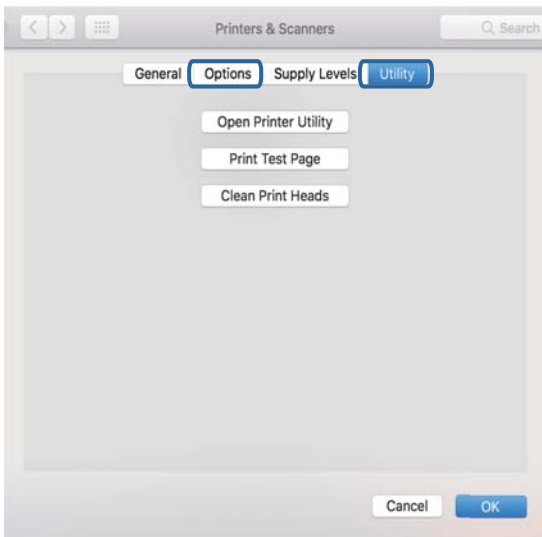 Printers & Scanners Search
General Options Supply Levels Utility
Open Printer Utility
Print Test Page
Clean Print Heads
Cancel OK